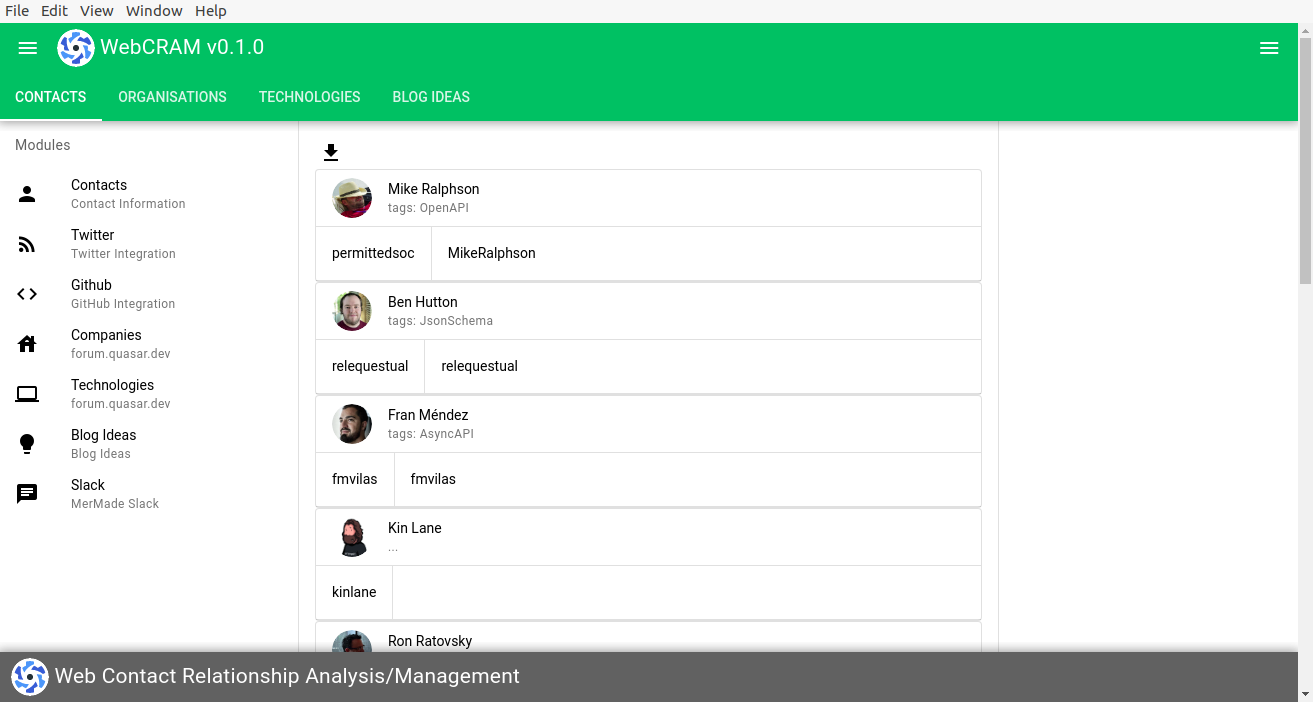 File Edit View Window Help
WebCRAM v0.1.0
CONTACTS ORGANISATIONS TECHNOLOGIES BLOG IDEAS
Modules
Contacts
Contact Information
Twitter
Twitter Integration
Github
GitHub Integration
Companies
forum.quasar.dev
Technologies
forum.quasar.dev
Blog Ideas
Blog Ideas
Slack
MerMade Slack
Mike Ralphson
tags: OpenAPI
permittedsoc MikeRalphson
Ben Hutton
tags: JsonSchema
relequestual relequestual
Fran Méndez
tags: AsyncAPI
fmvilas fmvilas
Kin Lane
...
kinlane
Ron Ratovsky
Web Contact Relationship Analysis/Management